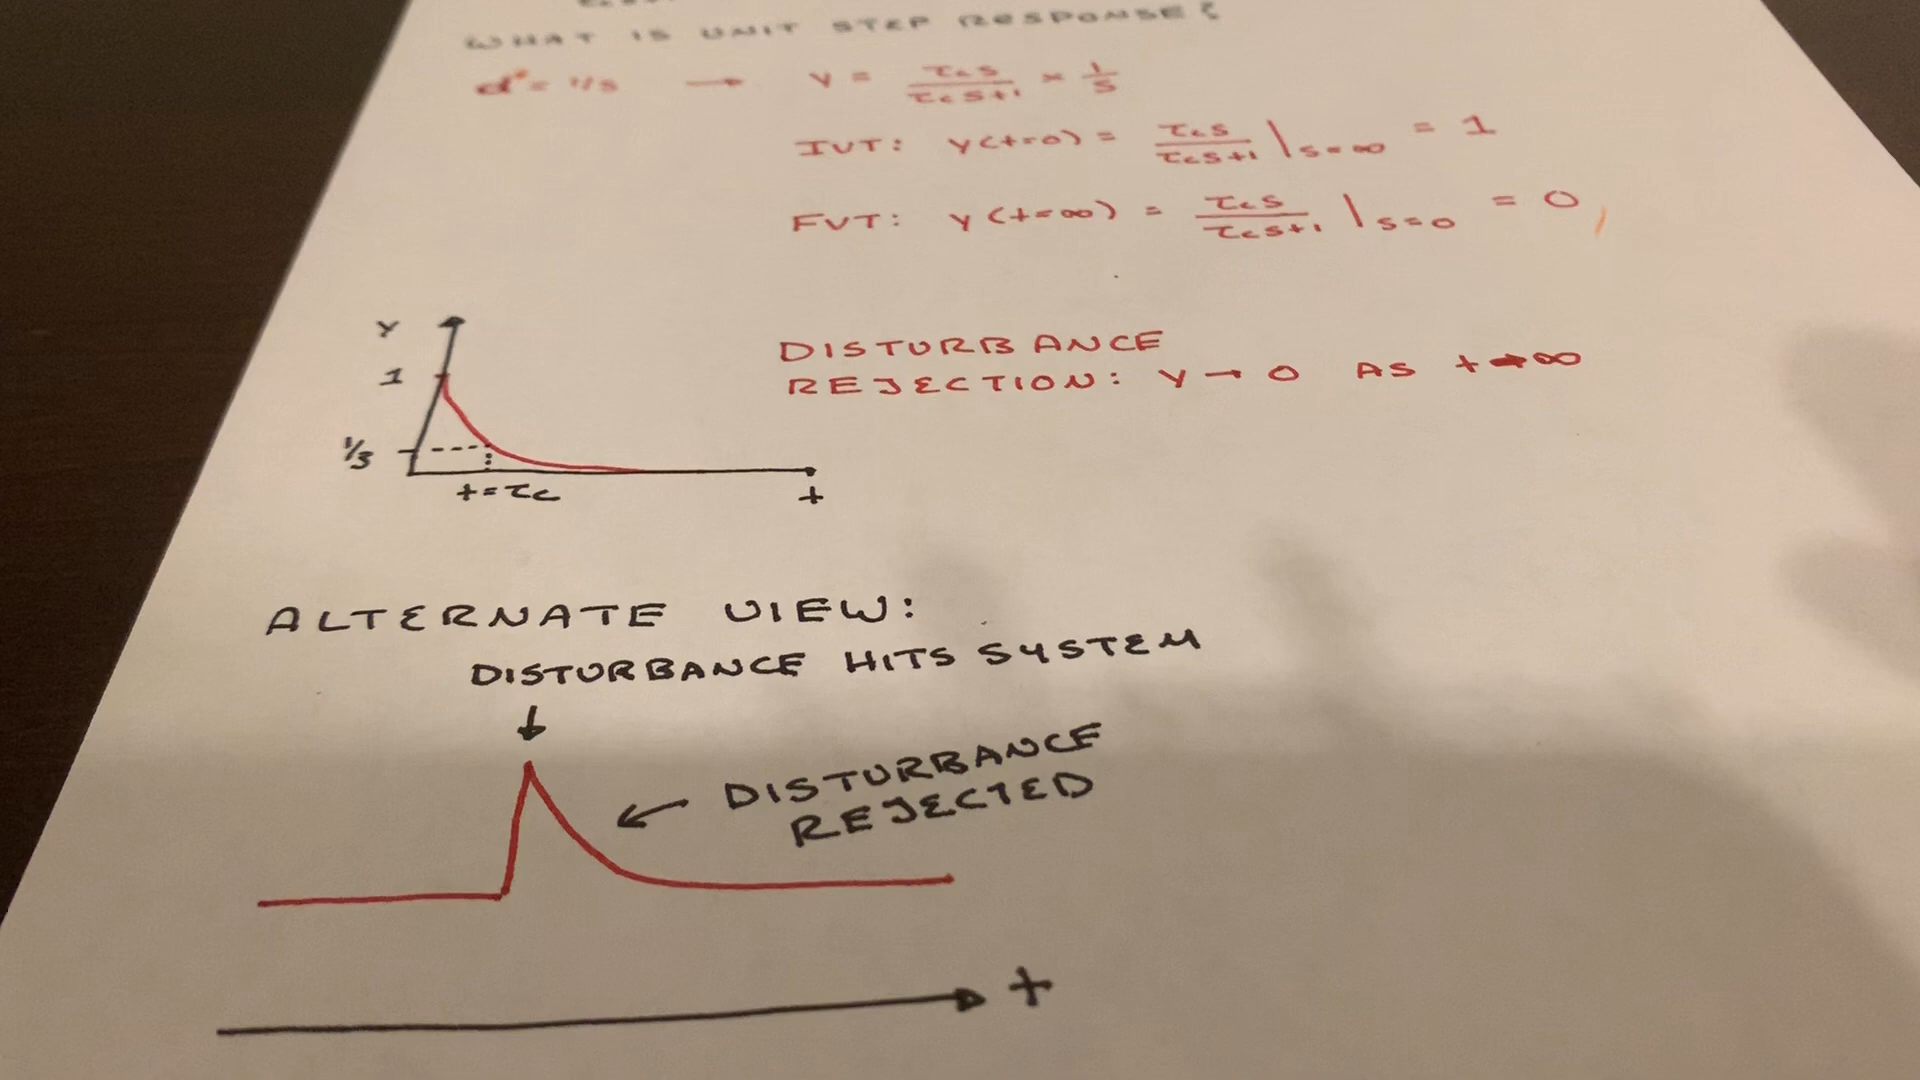 WHAT IS UNIT STEP RESPONSE?
d* = 1/s → Y = τcs/τcs+1 × 1/s
IVT: Y(t=0) = τcs/τcs+1 |s=∞ = 1
FVT: Y(t=∞) = τcs/τcs+1 |s=0 = 0
Y
1
1/3
t=τc
t
DISTURBANCE
REJECTION: Y → 0 AS t→∞
ALTERNATE VIEW:
DISTURBANCE HITS SYSTEM
DISTURBANCE
REJECTED
t